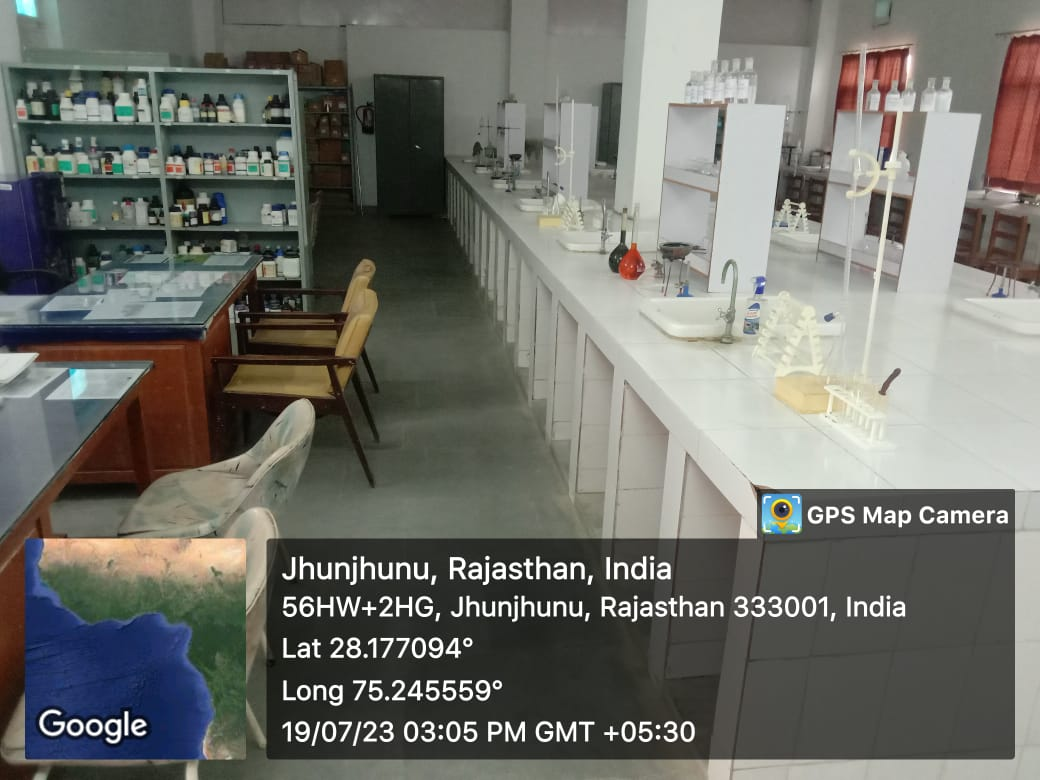 GPS Map Camera
Jhunjhunu, Rajasthan, India
56HW+2HG, Jhunjhunu, Rajasthan 333001, India
Lat 28.177094°
Long 75.245559°
19/07/23 03:05 PM GMT +05:30
Google